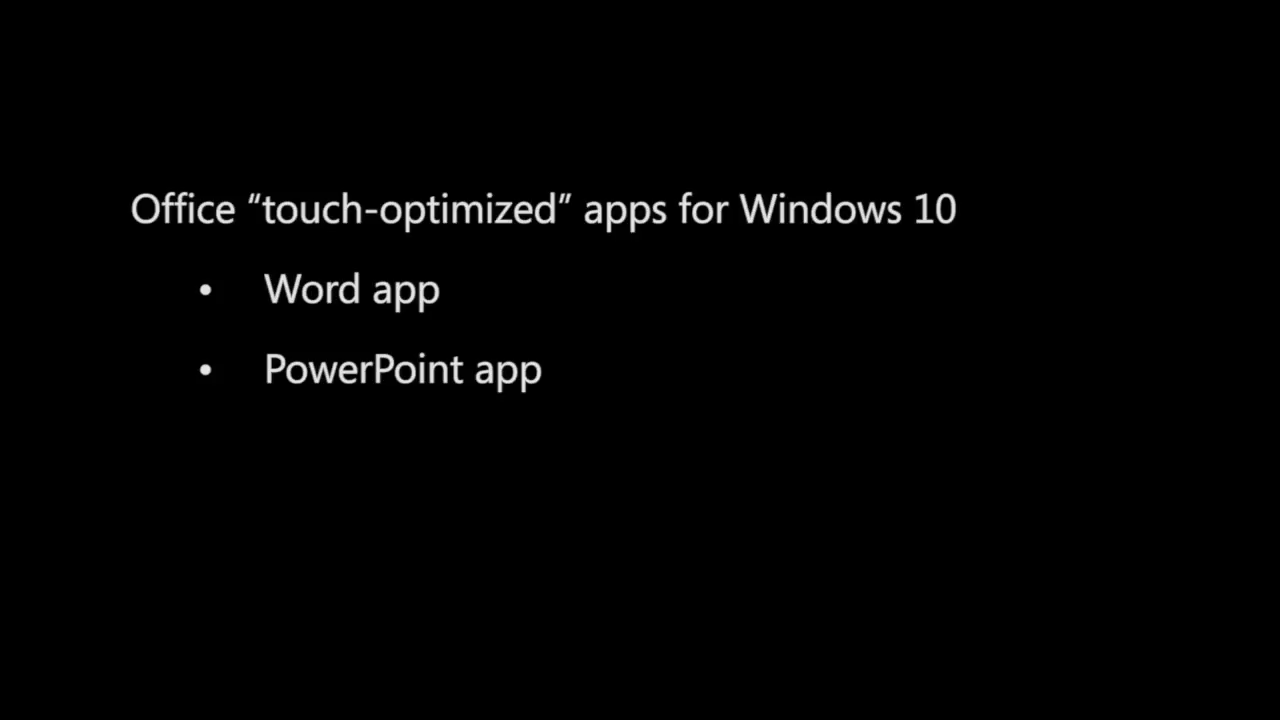 Office “touch-optimized” apps for Windows 10
• Word app
• PowerPoint app